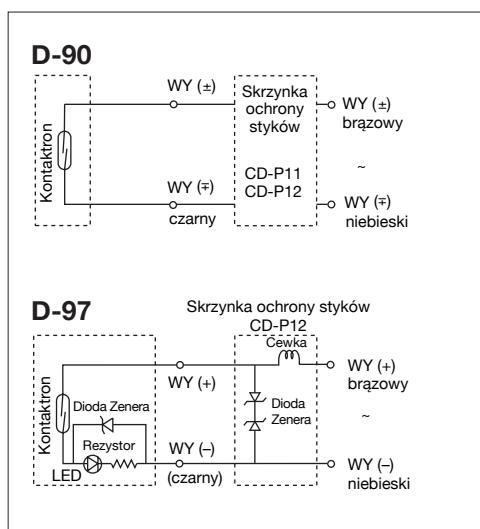 D-90
Kontaktron
WY (±)
WY (∓)
czarny
Skrzynka
ochrony
styków
CD-P11
CD-P12
WY (±)
brązowy
~
WY (∓)
niebieski
D-97
Skrzynka ochrony styków
CD-P12
Cewka
Kontaktron
Dioda Zenera
Rezystor
LED
WY (+)
WY (–)
(czarny)
Dioda
Zenera
WY (+)
brązowy
~
WY (–)
niebieski